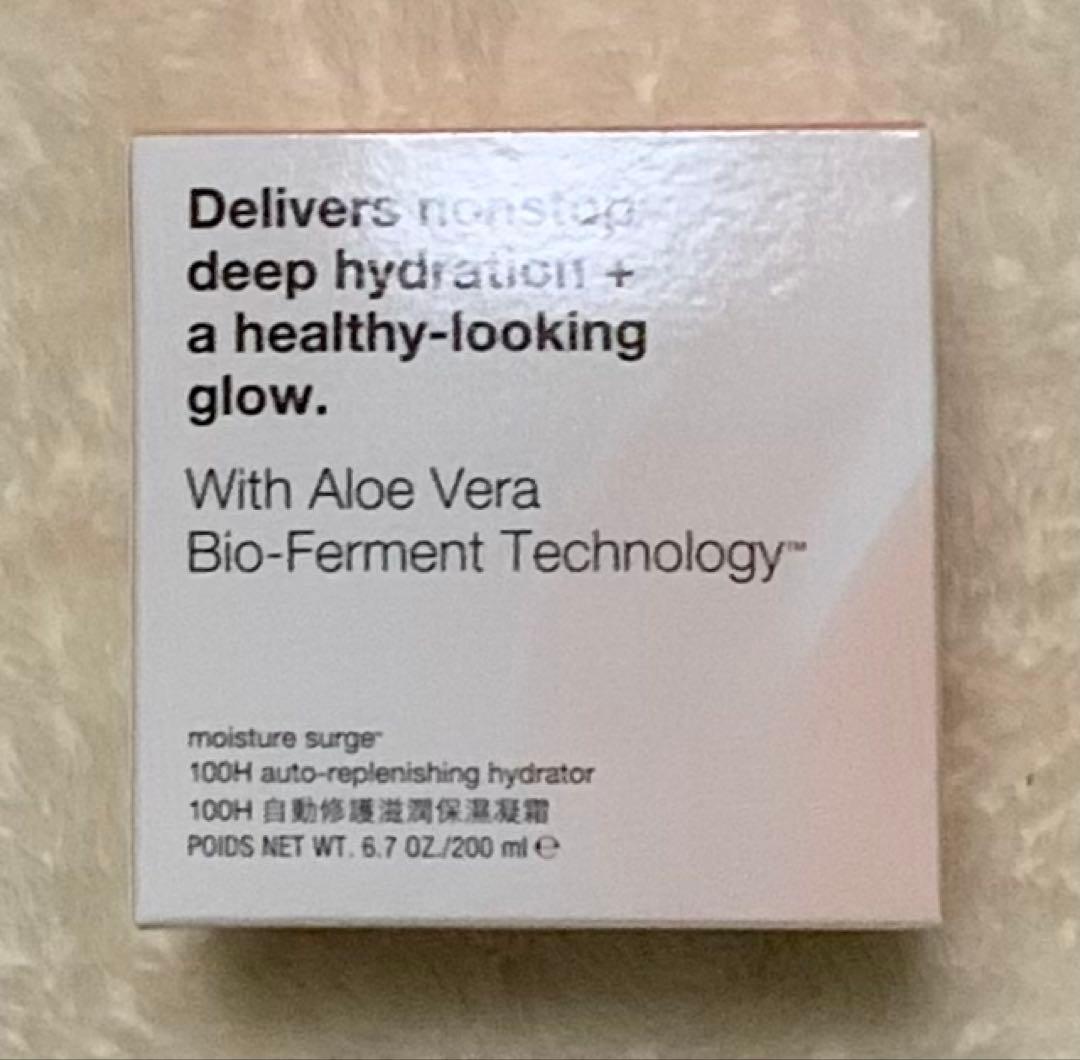 Delivers nonstop
deep hydration +
a healthy-looking
glow.
With Aloe Vera
Bio-Ferment Technology™
moisture surge™
100H auto-replenishing hydrator
100H 自動修護滋潤保濕凝霜
POIDS NET WT. 6.7 OZ./200 ml ℮